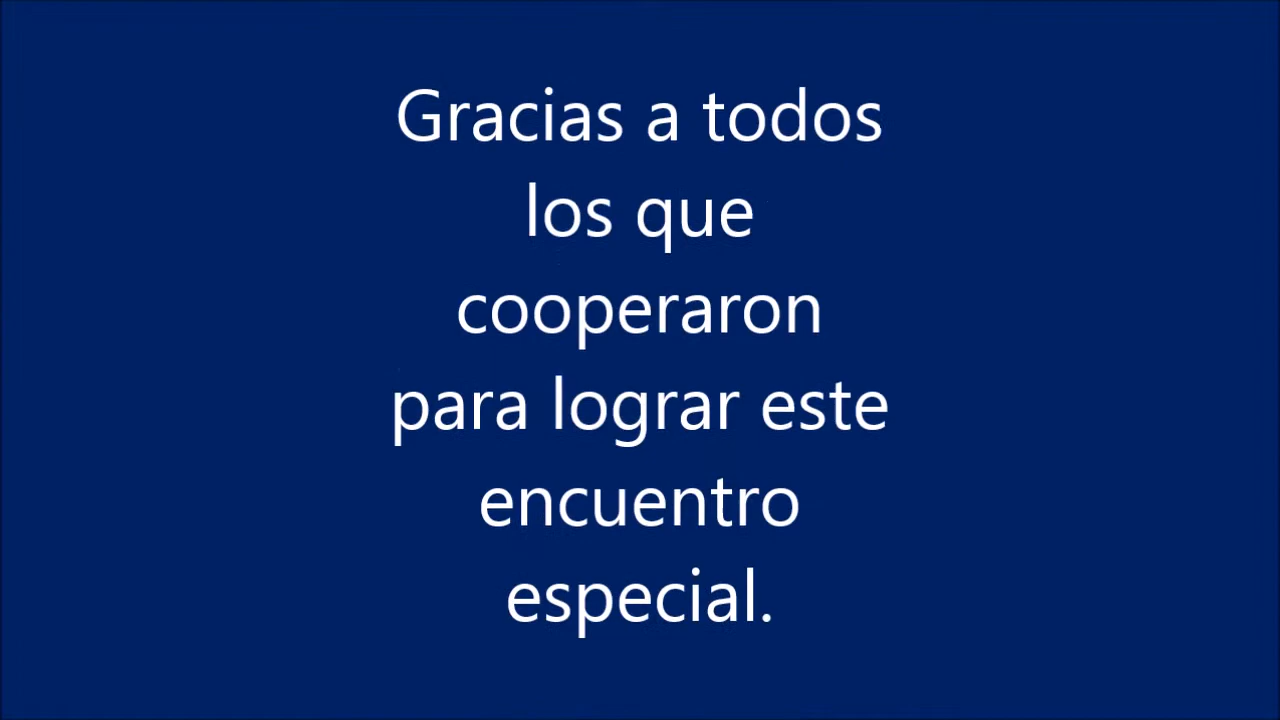 Gracias a todos
los que
cooperaron
para lograr este
encuentro
especial.